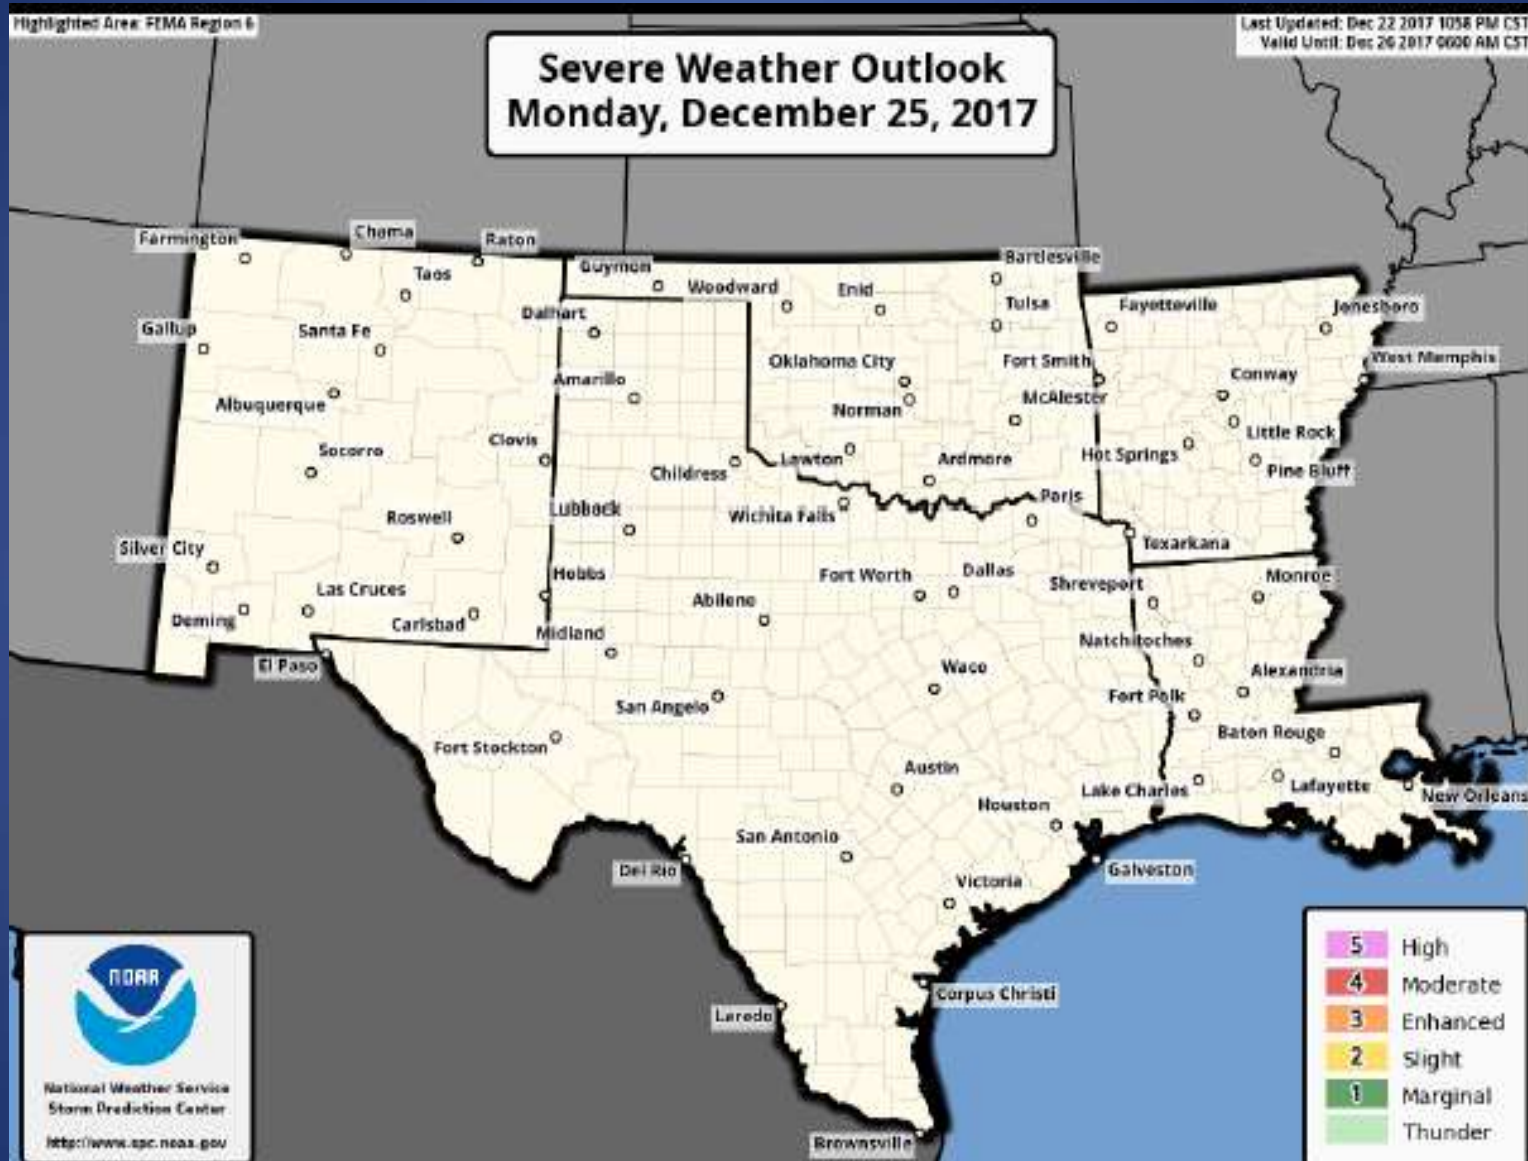 Highlighted Area: FEMA Region 6
Last Updated: Dec 22 2017 1058 PM CST
Valid Until: Dec 26 2017 0600 AM CST
Severe Weather Outlook
Monday, December 25, 2017
Farmington
Chama
Raton
Taos
Guymon
Woodward
Enid
Bartlesville
Tulsa
Fayetteville
Jonesboro
Gallup
Santa Fe
Dalhart
Oklahoma City
Fort Smith
West Memphis
Conway
Albuquerque
Amarillo
Norman
McAlester
Little Rock
Socorro
Clovis
Childress
Lawton
Ardmore
Hot Springs
Pine Bluff
Roswell
Lubbock
Wichita Falls
Paris
Texarkana
Silver City
Las Cruces
Hobbs
Fort Worth
Dallas
Shreveport
Monroe
Deming
Carlsbad
Midland
Abilene
Natchitoches
El Paso
San Angelo
Waco
Alexandria
Fort Polk
Fort Stockton
Baton Rouge
Austin
Houston
Lake Charles
Lafayette
New Orleans
San Antonio
Del Rio
Victoria
Galveston
Laredo
Corpus Christi
Brownsville
NOAA
National Weather Service
Storm Prediction Center
http://www.spc.noaa.gov
5 High
4 Moderate
3 Enhanced
2 Slight
1 Marginal
Thunder